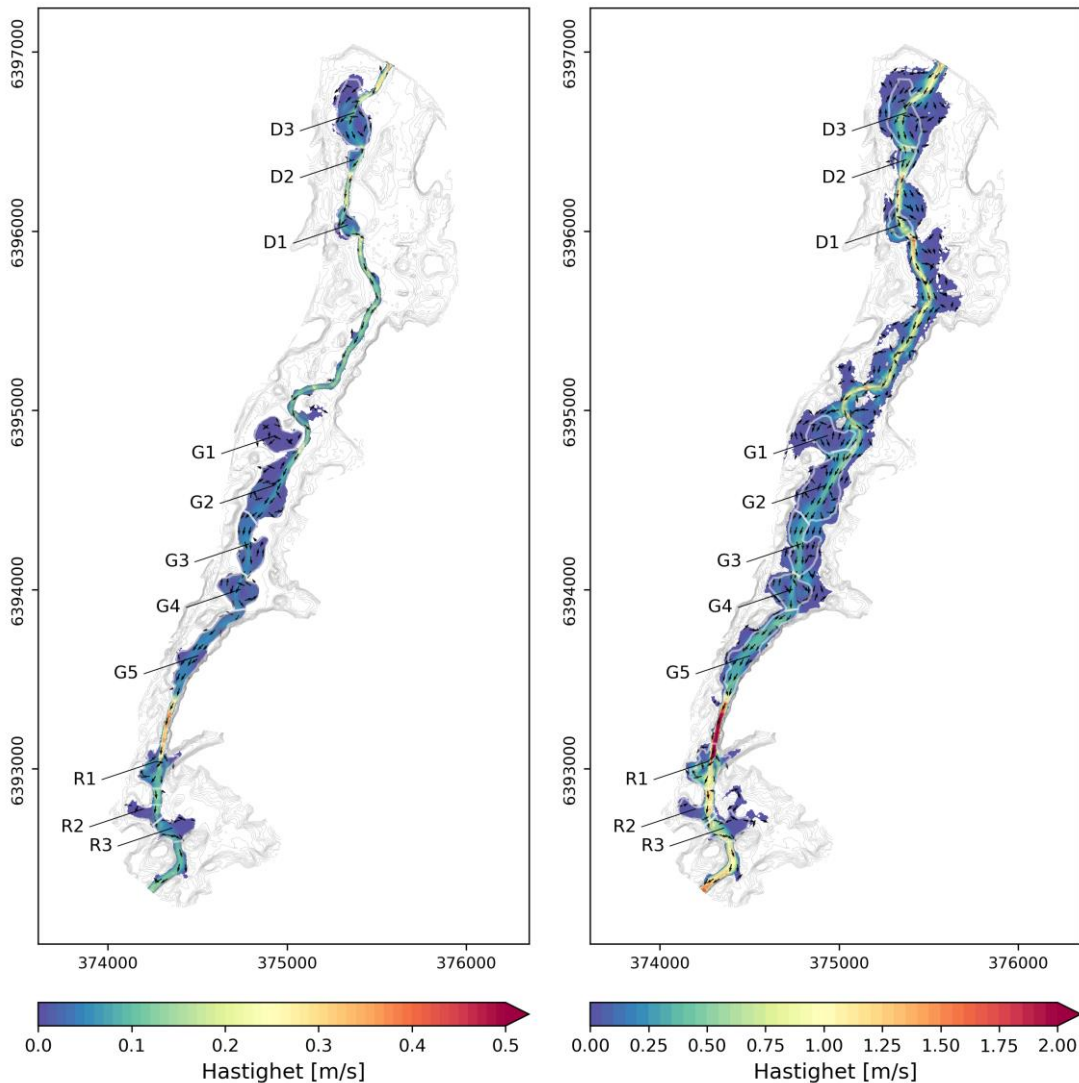 6397000
6396000
6395000
6394000
6393000
D3
D2
D1
G1
G2
G3
G4
G5
R1
R2
R3
374000 375000 376000
0.0 0.1 0.2 0.3 0.4 0.5
Hastighet [m/s]
6397000
6396000
6395000
6394000
6393000
D3
D2
D1
G1
G2
G3
G4
G5
R1
R2
R3
374000 375000 376000
0.00 0.25 0.50 0.75 1.00 1.25 1.50 1.75 2.00
Hastighet [m/s]